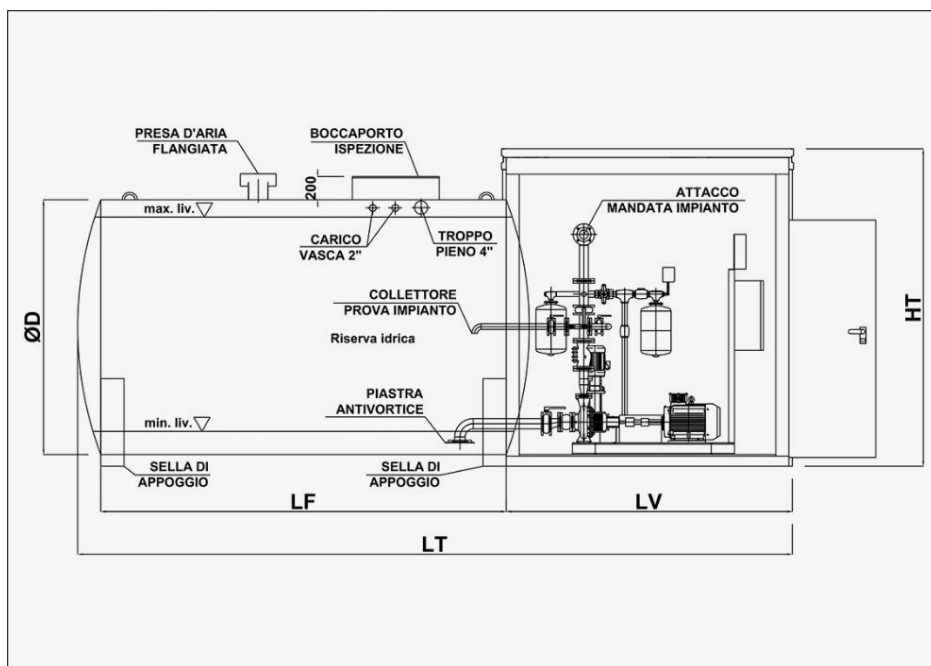 PRESA D'ARIA
FLANGIATA
BOCCAPORTO
ISPEZIONE
200
max. liv.
CARICO
VASCA 2"
TROPPO
PIENO 4"
ATTACCO
MANDATA IMPIANTO
COLLETTORE
PROVA IMPIANTO
Riserva idrica
ØD
HT
PIASTRA
ANTIVORTICE
min. liv.
SELLA DI
APPOGGIO
SELLA DI
APPOGGIO
LF
LV
LT